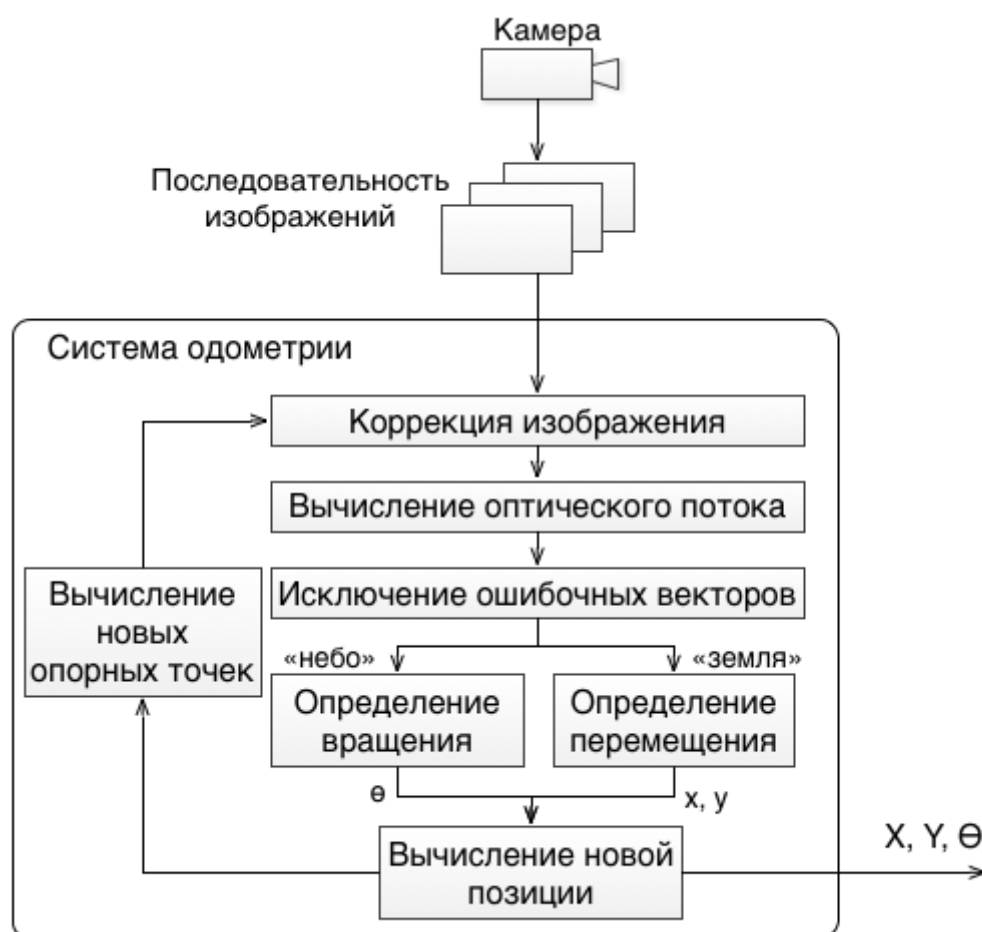 Камера
Последовательность
изображений
Система одометрии
Коррекция изображения
Вычисление оптического потока
Исключение ошибочных векторов
Вычисление
новых
опорных точек
«небо»
«земля»
Определение
вращения
Определение
перемещения
ө
x, y
Вычисление новой
позиции
X, Y, Ө